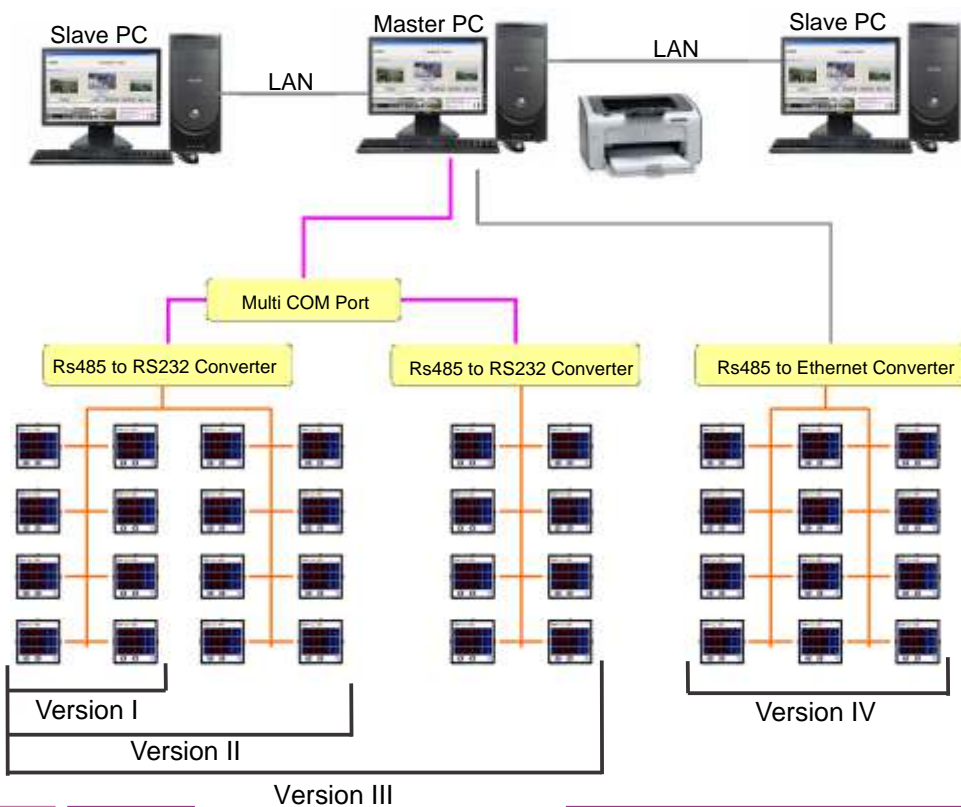 Slave PC
Master PC
Slave PC
LAN
LAN
Multi COM Port
Rs485 to RS232 Converter
Rs485 to RS232 Converter
Rs485 to Ethernet Converter
Version I
Version IV
Version II
Version III